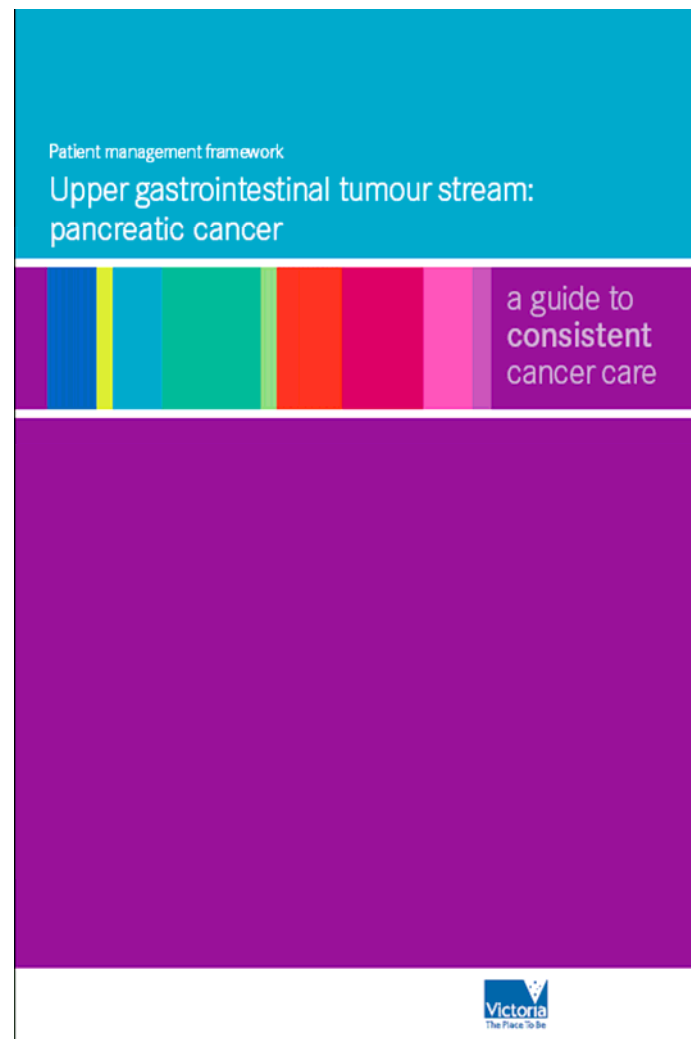 Patient management framework
Upper gastrointestinal tumour stream:
pancreatic cancer
a guide to
consistent
cancer care
Victoria
The Place To Be